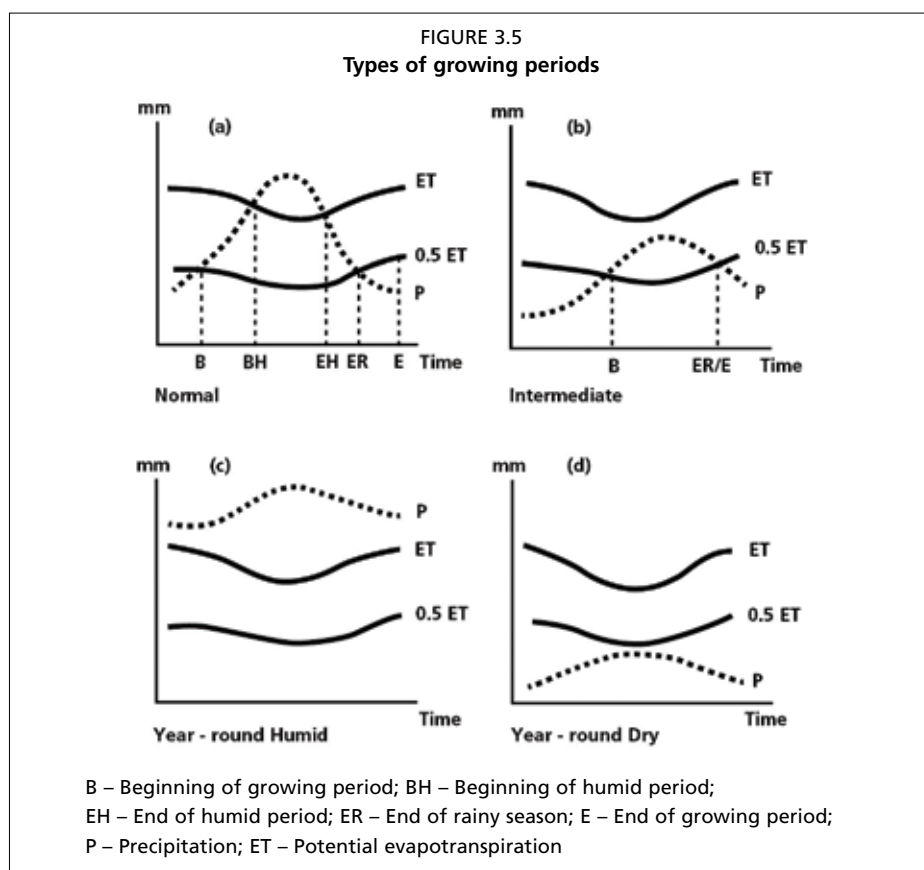 FIGURE 3.5
Types of growing periods
mm
(a)
ET
0.5 ET
P
B BH EH ER E Time
Normal
mm
(b)
ET
0.5 ET
P
B ER/E Time
Intermediate
mm (c)
P
ET
0.5 ET
Time
Year - round Humid
mm (d)
ET
0.5 ET
P
Time
Year - round Dry
B – Beginning of growing period; BH – Beginning of humid period;
EH – End of humid period; ER – End of rainy season; E – End of growing period;
P – Precipitation; ET – Potential evapotranspiration